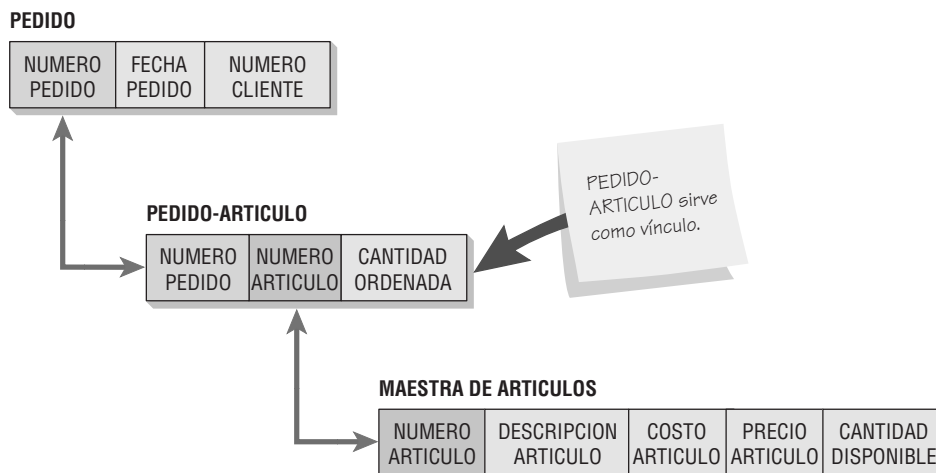 PEDIDO
NUMERO PEDIDO
FECHA PEDIDO
NUMERO CLIENTE
PEDIDO-
ARTICULO sirve
como vínculo.
PEDIDO-ARTICULO
NUMERO PEDIDO
NUMERO ARTICULO
CANTIDAD ORDENADA
MAESTRA DE ARTICULOS
NUMERO ARTICULO
DESCRIPCION ARTICULO
COSTO ARTICULO
PRECIO ARTICULO
CANTIDAD DISPONIBLE